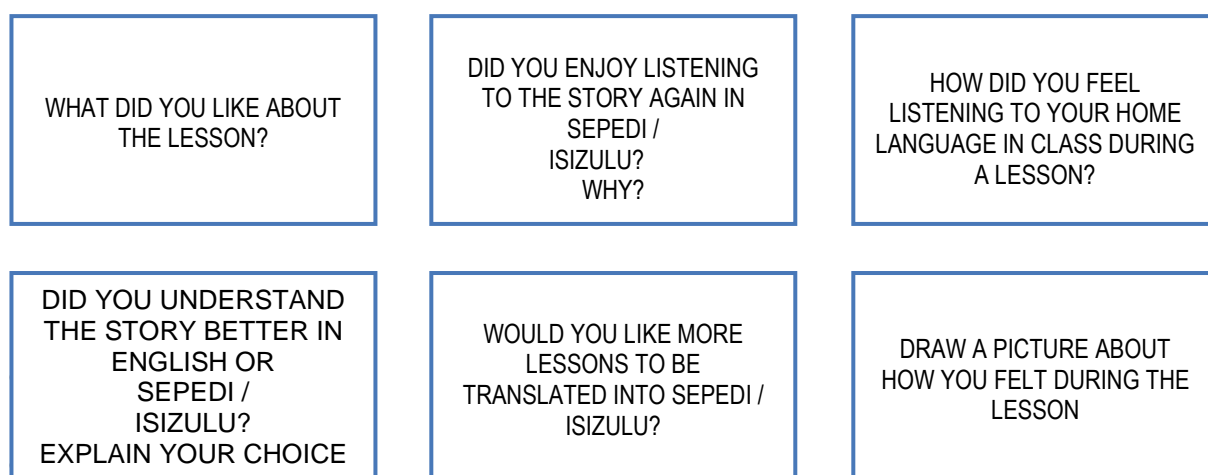 WHAT DID YOU LIKE ABOUT
THE LESSON?
DID YOU ENJOY LISTENING
TO THE STORY AGAIN IN
SEPEDI /
ISIZULU?
WHY?
HOW DID YOU FEEL
LISTENING TO YOUR HOME
LANGUAGE IN CLASS DURING
A LESSON?
DID YOU UNDERSTAND
THE STORY BETTER IN
ENGLISH OR
SEPEDI /
ISIZULU?
EXPLAIN YOUR CHOICE
WOULD YOU LIKE MORE
LESSONS TO BE
TRANSLATED INTO SEPEDI /
ISIZULU?
DRAW A PICTURE ABOUT
HOW YOU FELT DURING THE
LESSON